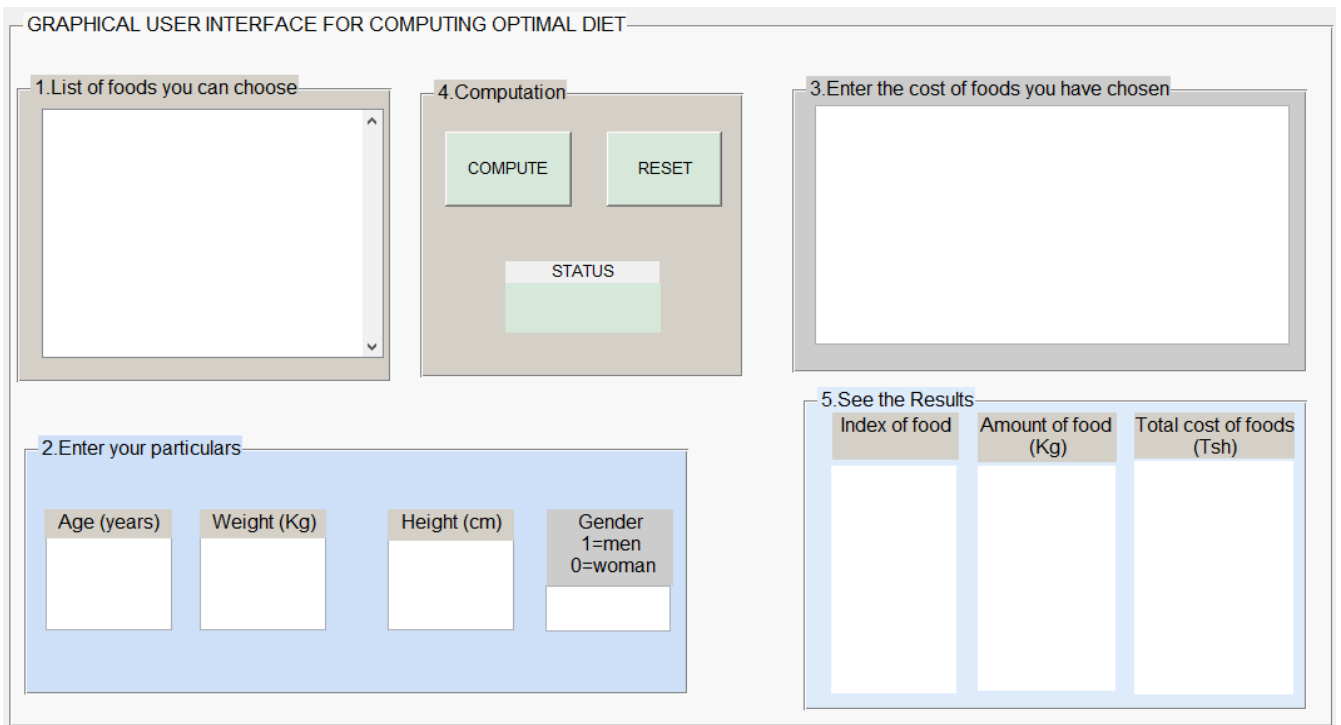 GRAPHICAL USER INTERFACE FOR COMPUTING OPTIMAL DIET
1.List of foods you can choose
4.Computation
COMPUTE
RESET
STATUS
3.Enter the cost of foods you have chosen
2.Enter your particulars
Age (years)
Weight (Kg)
Height (cm)
Gender
1=men
0=woman
5.See the Results
Index of food
Amount of food
(Kg)
Total cost of foods
(Tsh)